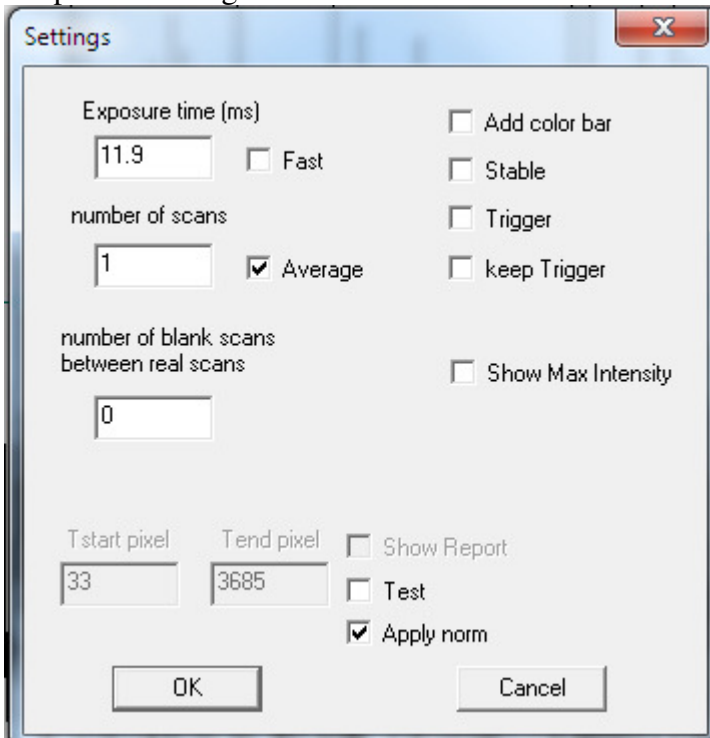 Settings
Exposure time (ms)
11.9
Fast
number of scans
1
Average
number of blank scans
between real scans
0
Add color bar
Stable
Trigger
keep Trigger
Show Max Intensity
Tstart pixel
33
Tend pixel
3685
Show Report
Test
Apply norm
OK
Cancel